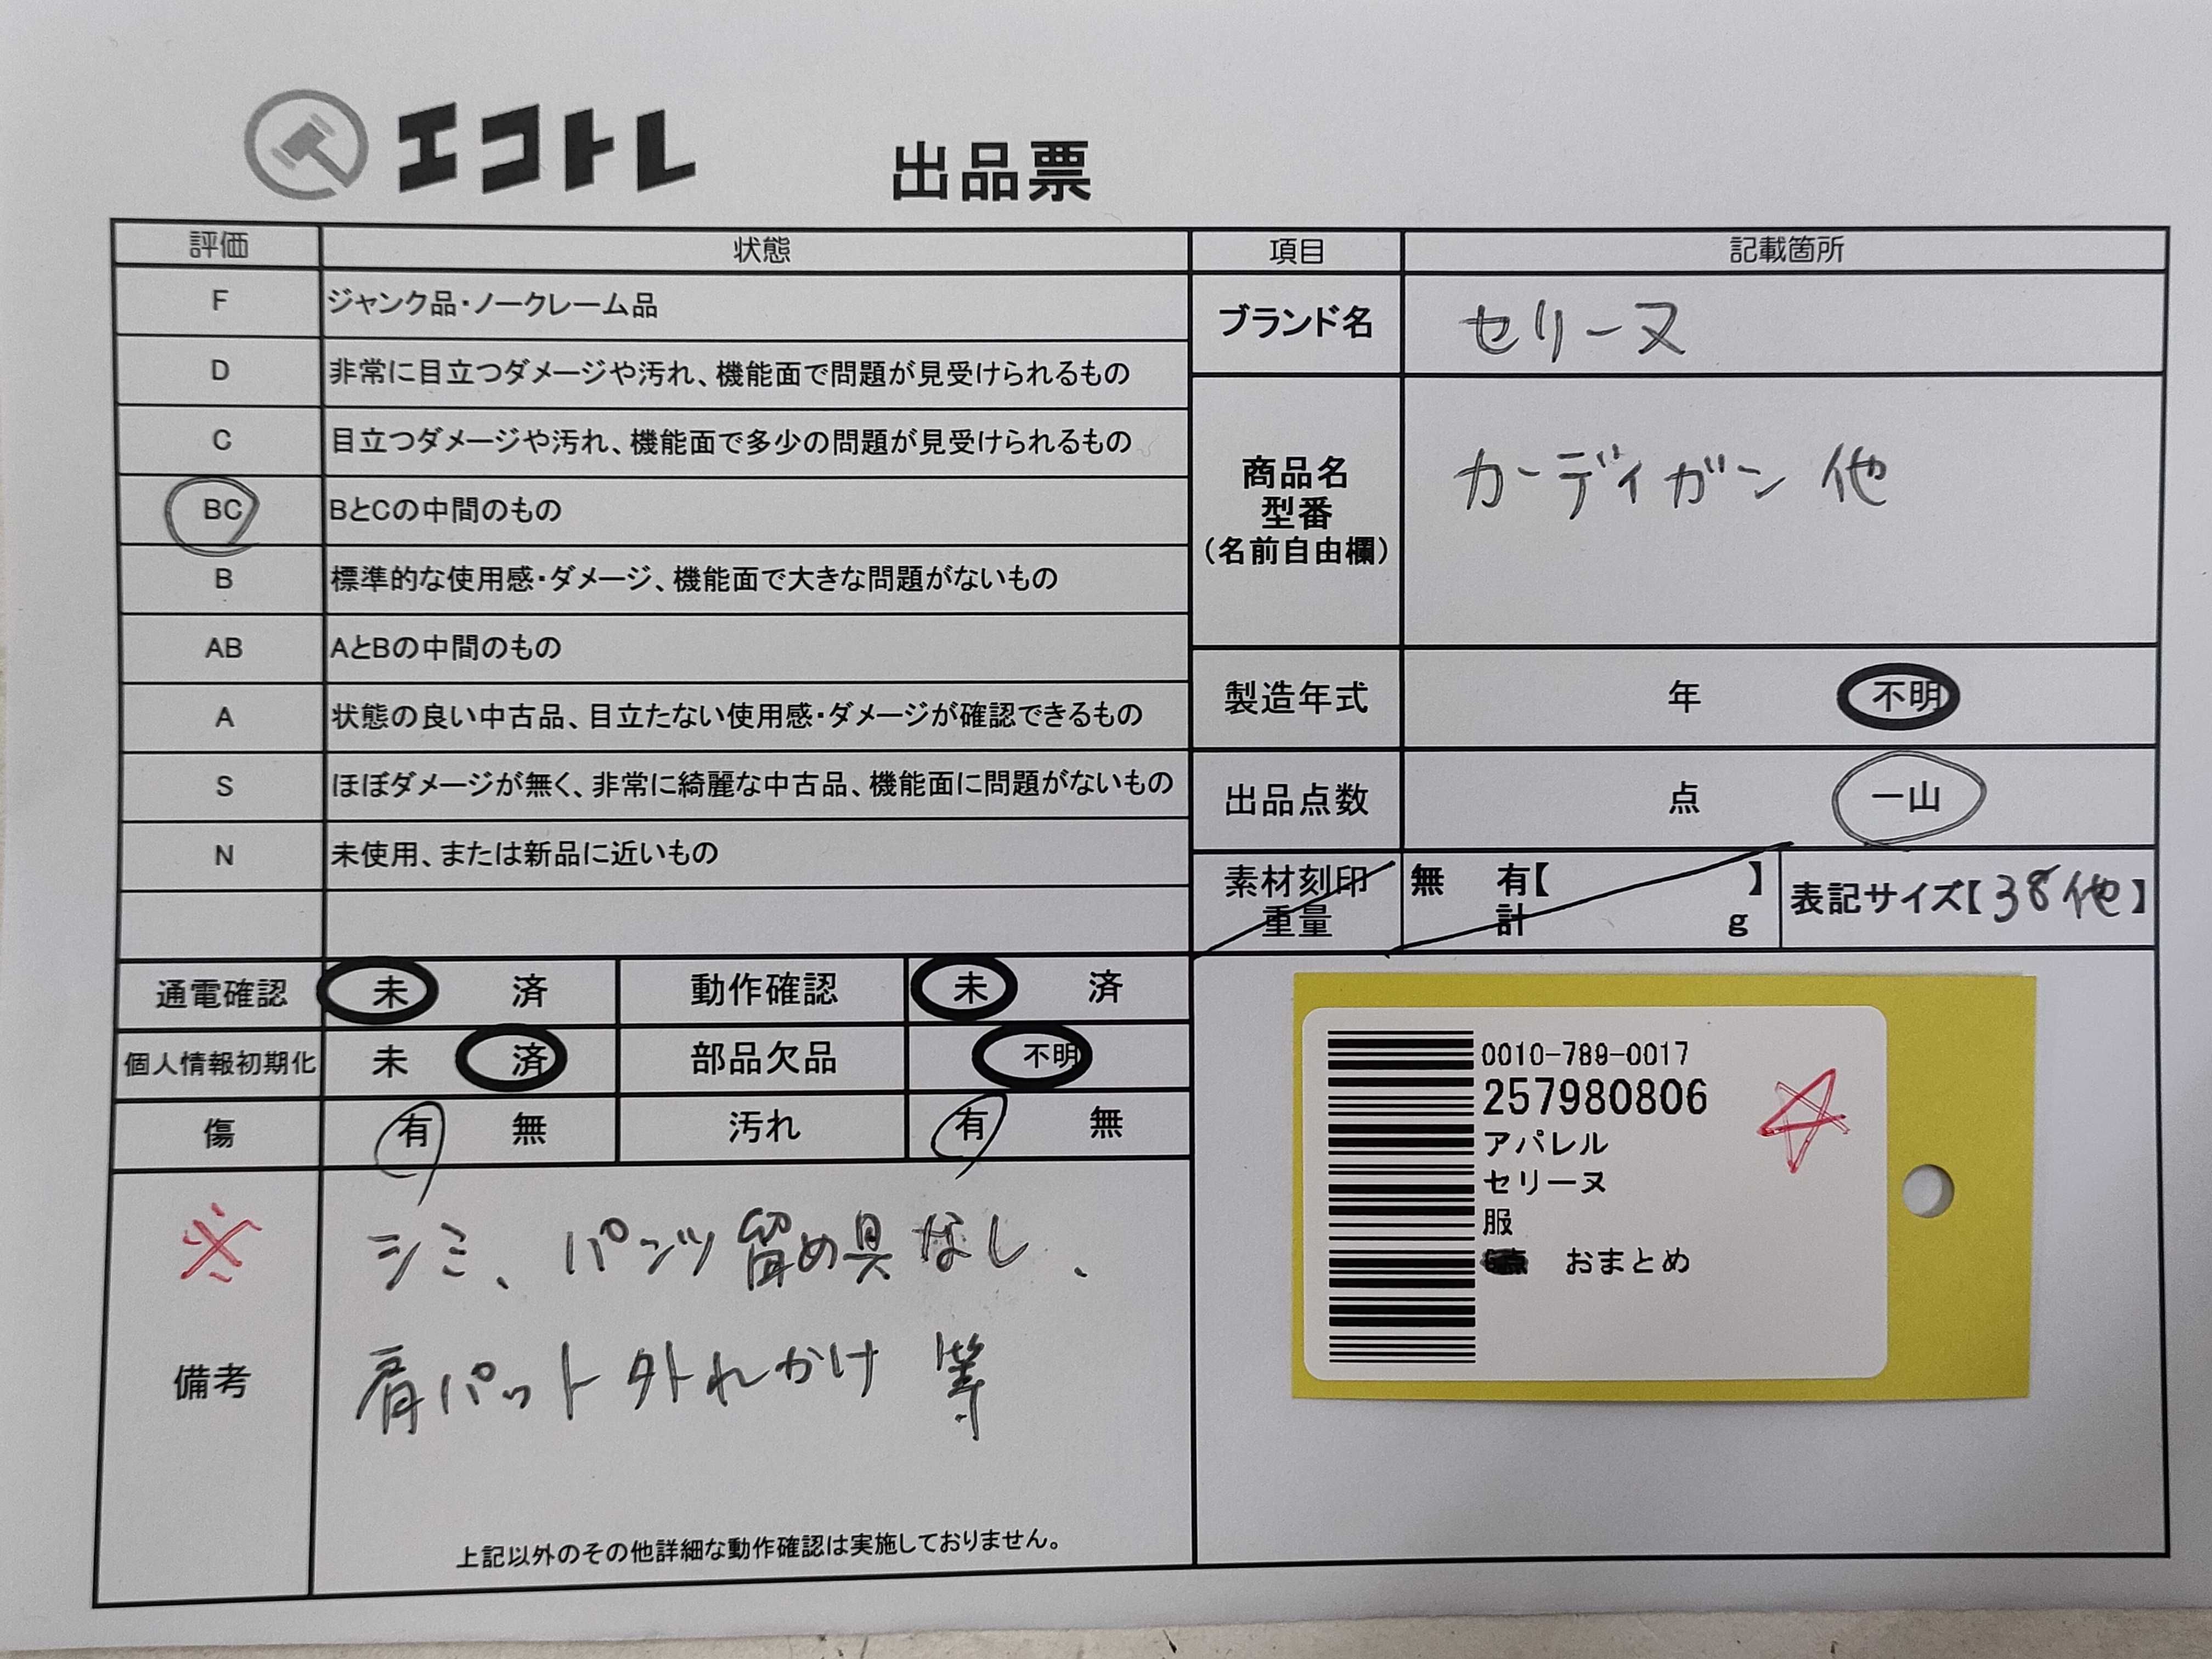 エコトレ
出品票
評価 状態
F ジャンク品・ノークレーム品
D 非常に目立つダメージや汚れ、機能面で問題が見受けられるもの
C 目立つダメージや汚れ、機能面で多少の問題が見受けられるもの
BC BとCの中間のもの
B 標準的な使用感・ダメージ、機能面で大きな問題がないもの
AB AとBの中間のもの
A 状態の良い中古品、目立たない使用感・ダメージが確認できるもの
S ほぼダメージが無く、非常に綺麗な中古品、機能面に問題がないもの
N 未使用、または新品に近いもの
通電確認 未 済 動作確認 未 済
個人情報初期化 未 済 部品欠品 不明
傷 有 無 汚れ 有 無
※
備考
シミ、パンツ留め具なし、
肩パット外れかけ 等
上記以外のその他詳細な動作確認は実施しておりません。
項目 記載箇所
ブランド名 セリーヌ
商品名
型番
(名前自由欄)
カーディガン 他
製造年式 年 不明
出品点数 点 一山
素材刻印 無 有【 】
重量 計 g
表記サイズ【38他】
0010-789-0017
257980806
アパレル
セリーヌ
服
おまとめ